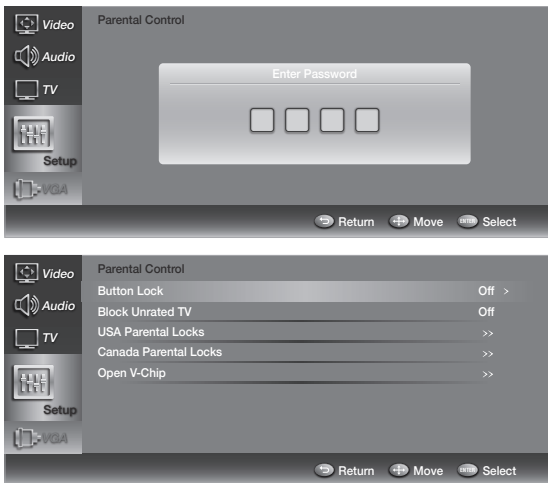 Video
Parental Control
Audio
Enter Password
TV
Setup
VGA
Return Move ENTER Select
Video
Parental Control
Button Lock Off >
Audio
Block Unrated TV Off
USA Parental Locks >>
TV
Canada Parental Locks >>
Open V-Chip >>
Setup
VGA
Return Move ENTER Select